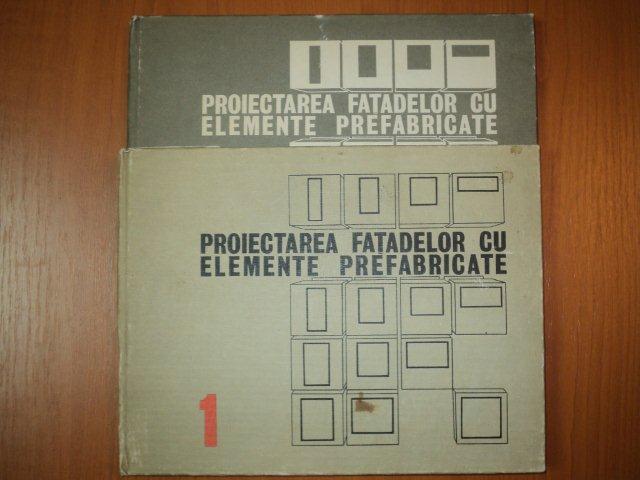 PROIECTAREA FATADELOR CU
ELEMENTE PREFABRICATE
PROIECTAREA FATADELOR CU
ELEMENTE PREFABRICATE
1